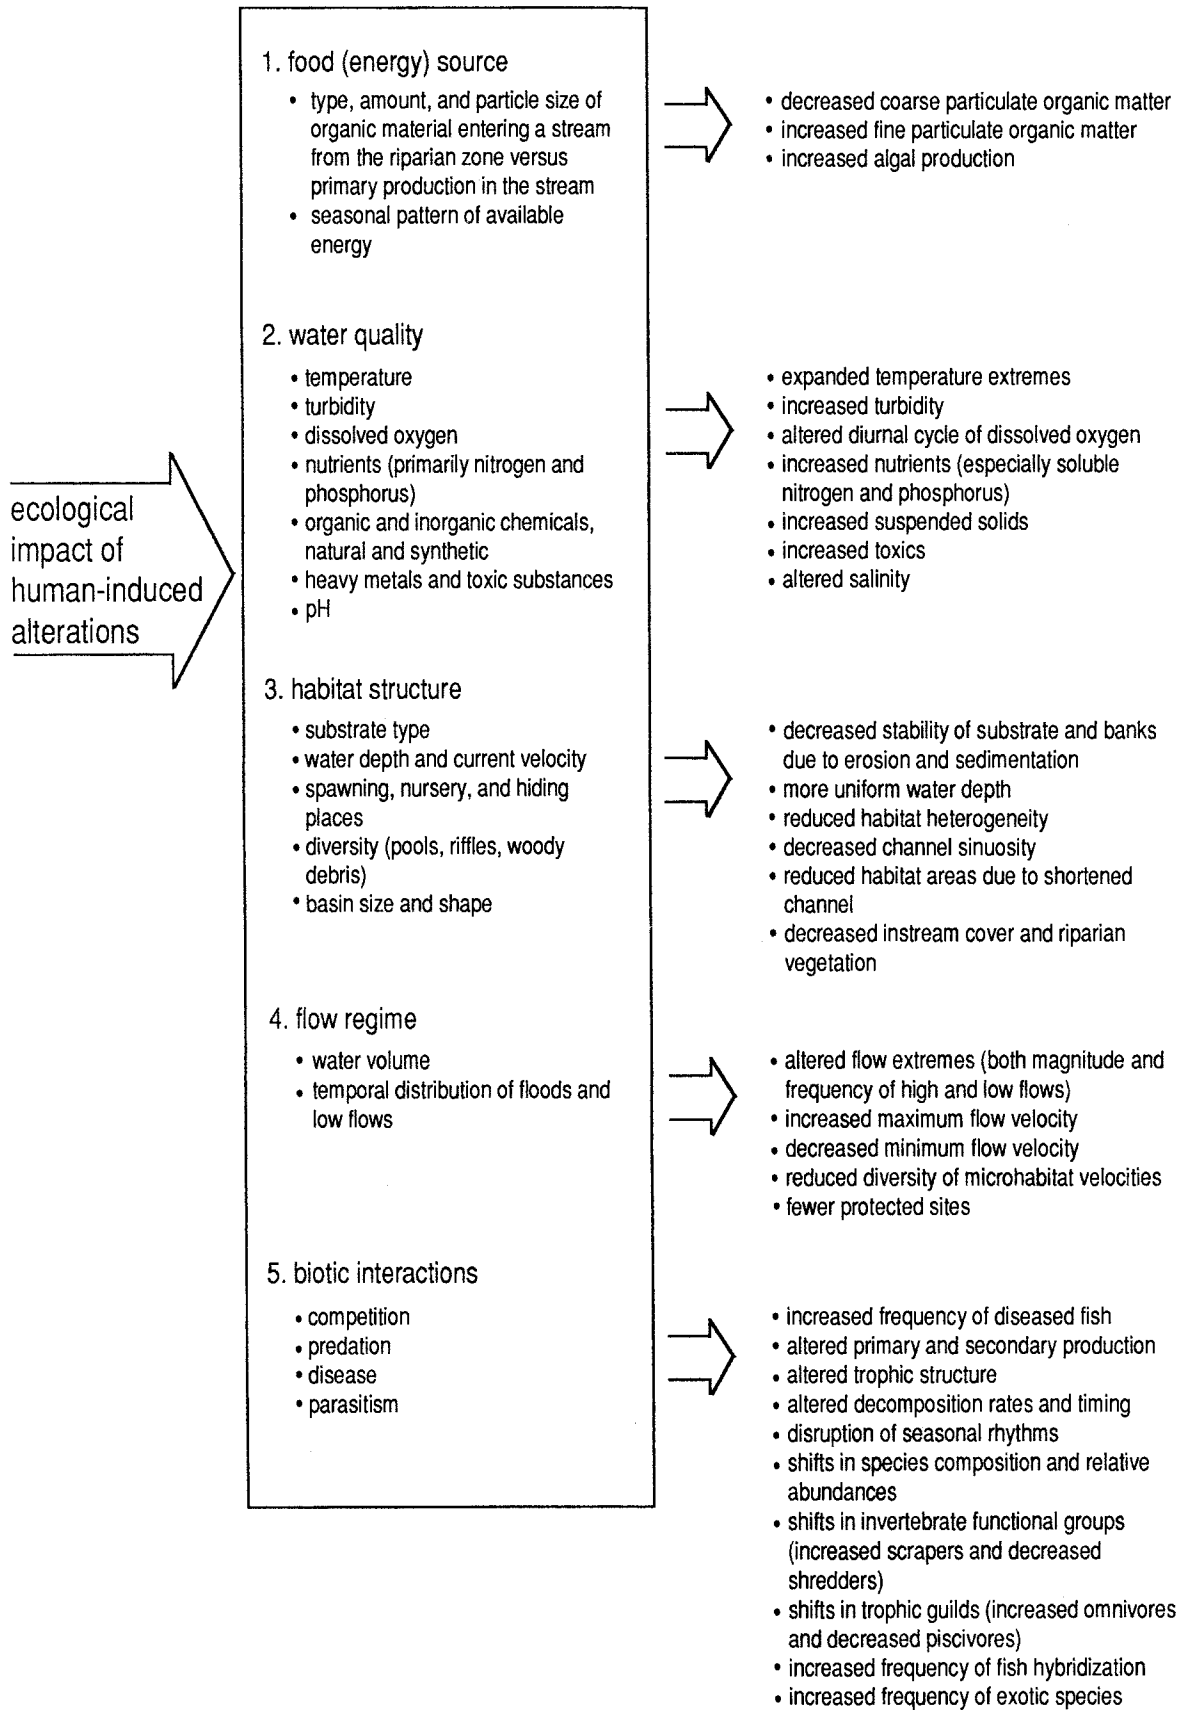 ecological
impact of
human-induced
alterations
1. food (energy) source
• type, amount, and particle size of
organic material entering a stream
from the riparian zone versus
primary production in the stream
• seasonal pattern of available
energy
• decreased coarse particulate organic matter
• increased fine particulate organic matter
• increased algal production
2. water quality
• temperature
• turbidity
• dissolved oxygen
• nutrients (primarily nitrogen and
phosphorus)
• organic and inorganic chemicals,
natural and synthetic
• heavy metals and toxic substances
• pH
• expanded temperature extremes
• increased turbidity
• altered diurnal cycle of dissolved oxygen
• increased nutrients (especially soluble
nitrogen and phosphorus)
• increased suspended solids
• increased toxics
• altered salinity
3. habitat structure
• substrate type
• water depth and current velocity
• spawning, nursery, and hiding
places
• diversity (pools, riffles, woody
debris)
• basin size and shape
• decreased stability of substrate and banks
due to erosion and sedimentation
• more uniform water depth
• reduced habitat heterogeneity
• decreased channel sinuosity
• reduced habitat areas due to shortened
channel
• decreased instream cover and riparian
vegetation
4. flow regime
• water volume
• temporal distribution of floods and
low flows
• altered flow extremes (both magnitude and
frequency of high and low flows)
• increased maximum flow velocity
• decreased minimum flow velocity
• reduced diversity of microhabitat velocities
• fewer protected sites
5. biotic interactions
• competition
• predation
• disease
• parasitism
• increased frequency of diseased fish
• altered primary and secondary production
• altered trophic structure
• altered decomposition rates and timing
• disruption of seasonal rhythms
• shifts in species composition and relative
abundances
• shifts in invertebrate functional groups
(increased scrapers and decreased
shredders)
• shifts in trophic guilds (increased omnivores
and decreased piscivores)
• increased frequency of fish hybridization
• increased frequency of exotic species